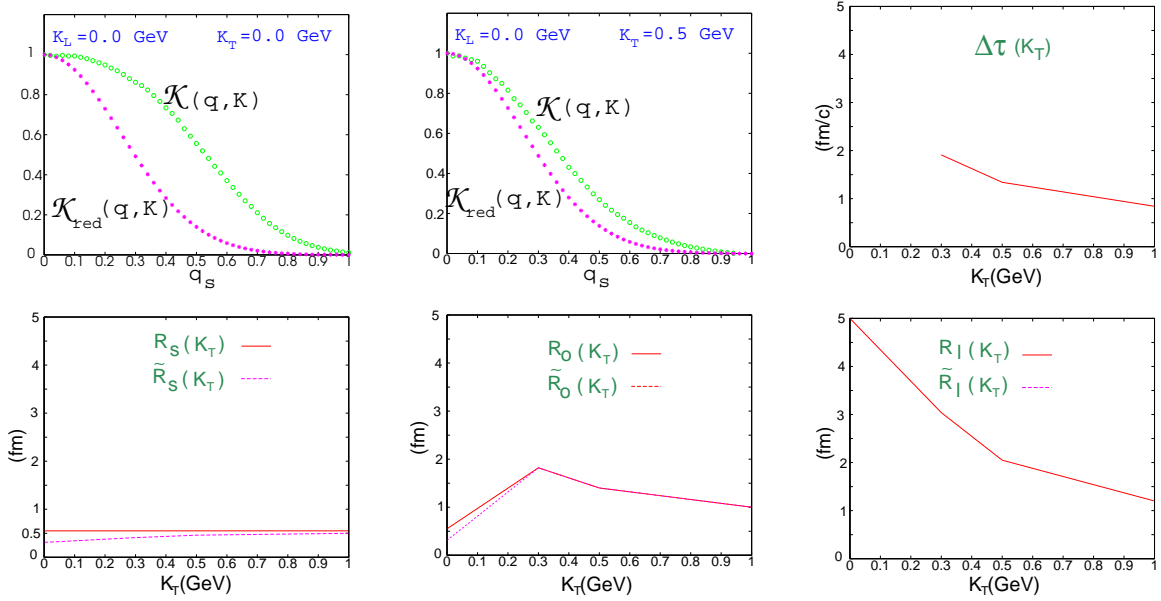 K_L=0.0 GeV K_T=0.0 GeV
1
0.8
0.6
0.4
0.2
0
K(q,K)
K_red(q,K)
0 0.1 0.2 0.3 0.4 0.5 0.6 0.7 0.8 0.9 1
q_s
K_L=0.0 GeV K_T=0.5 GeV
1
0.8
0.6
0.4
0.2
0
K(q,K)
K_red(q,K)
0 0.1 0.2 0.3 0.4 0.5 0.6 0.7 0.8 0.9 1
q_s
Δτ(K_T)
(fm/c)
5
4
3
2
1
0
0 0.1 0.2 0.3 0.4 0.5 0.6 0.7 0.8 0.9 1
K_T(GeV)
R_s(K_T)
R̃_s(K_T)
(fm)
5
4
3
2
1
0.5
0
0 0.1 0.2 0.3 0.4 0.5 0.6 0.7 0.8 0.9 1
K_T(GeV)
R_o(K_T)
R̃_o(K_T)
(fm)
5
4
3
2
1
0
0 0.1 0.2 0.3 0.4 0.5 0.6 0.7 0.8 0.9 1
K_T(GeV)
R_l(K_T)
R̃_l(K_T)
(fm)
5
4
3
2
1
0
0 0.1 0.2 0.3 0.4 0.5 0.6 0.7 0.8 0.9 1
K_T(GeV)